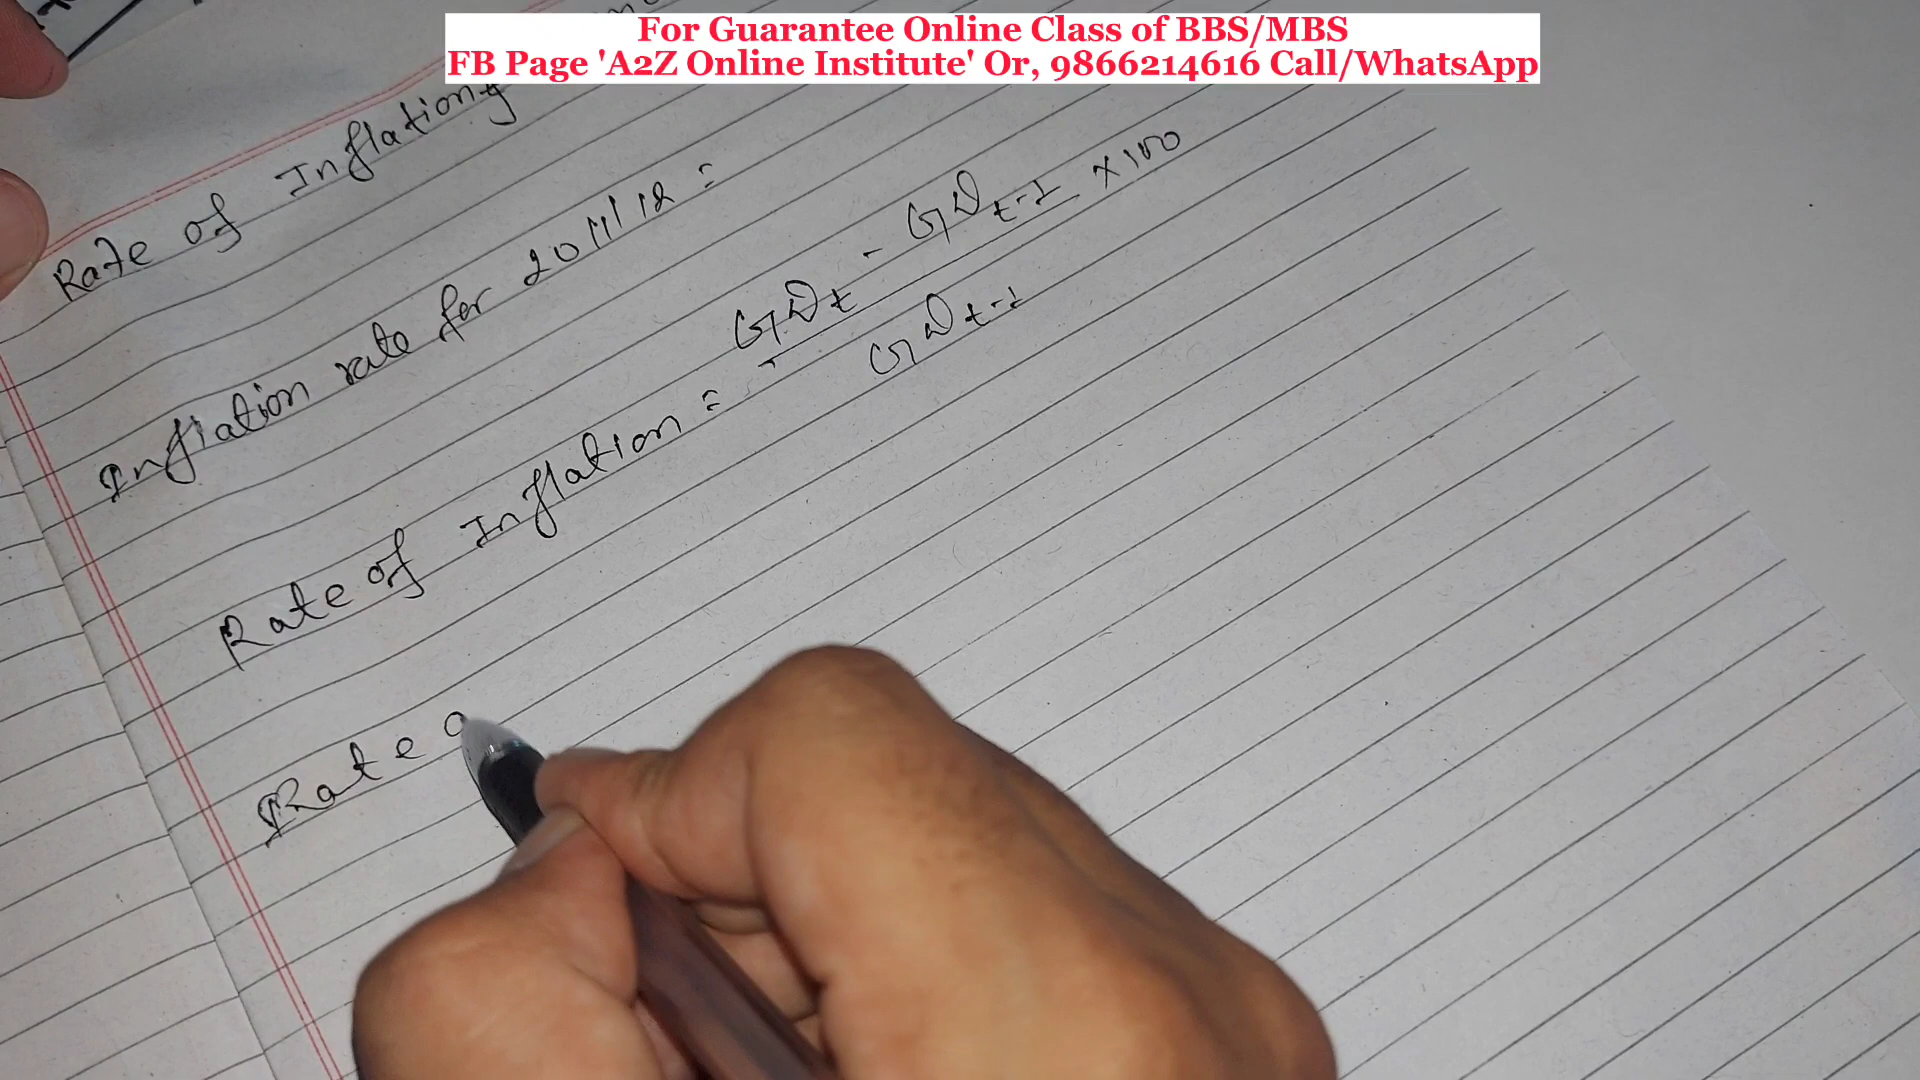 For Guarantee Online Class of BBS/MBS
FB Page 'A2Z Online Institute' Or, 9866214616 Call/WhatsApp
Rate of Inflation
Inflation rate for 2011/12 =
Rate of Inflation = GDt - GDt-1 × 100
GDt-1
Rate o